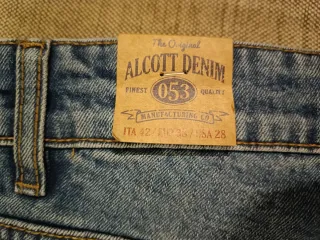 The Original
ALCOTT DENIM
FINEST 053 QUALITY
MANUFACTURING CO
ITA 42 / EUR 38 / USA 28